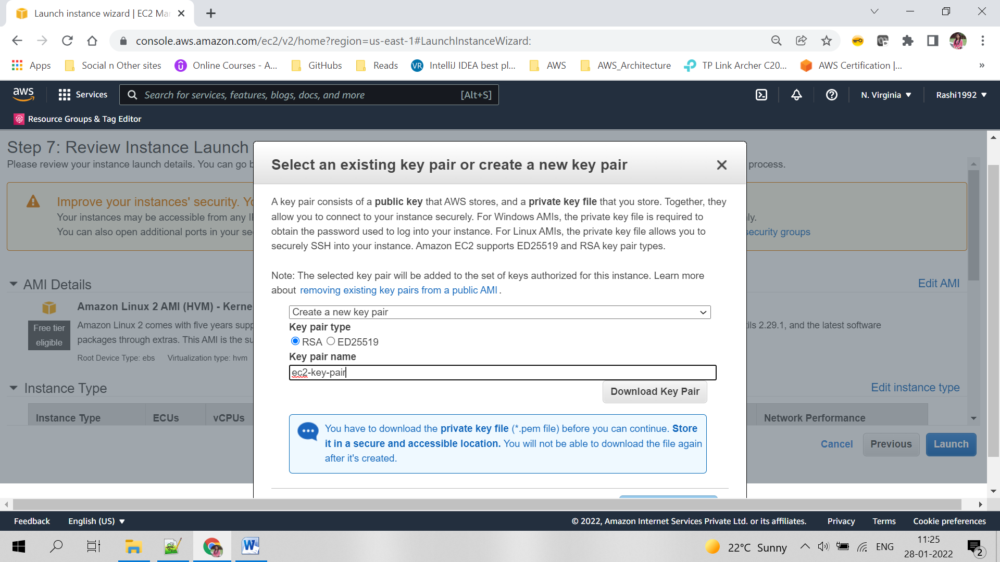 Launch instance wizard | EC2 Ma
console.aws.amazon.com/ec2/v2/home?region=us-east-1#LaunchInstanceWizard:
Apps Social n Other sites Online Courses - A... GitHubs Reads VR IntelliJ IDEA best pl... AWS AWS_Architecture TP Link Archer C20... AWS Certification |... »
aws Services Search for services, features, blogs, docs, and more [Alt+S] N. Virginia Rashi1992
Resource Groups & Tag Editor
Step 7: Review Instance Launch
Please review your instance launch details. You can go process.
Improve your instances' security.
Your instances may be accessible from any ly.
You can also open additional ports in your security groups
Select an existing key pair or create a new key pair
A key pair consists of a public key that AWS stores, and a private key file that you store. Together, they
allow you to connect to your instance securely. For Windows AMIs, the private key file is required to
obtain the password used to log into your instance. For Linux AMIs, the private key file allows you to
securely SSH into your instance. Amazon EC2 supports ED25519 and RSA key pair types.
Note: The selected key pair will be added to the set of keys authorized for this instance. Learn more
about removing existing key pairs from a public AMI .
Create a new key pair
Key pair type
RSA ED25519
Key pair name
ec2-key-pair
Download Key Pair
You have to download the private key file (*.pem file) before you can continue. Store
it in a secure and accessible location. You will not be able to download the file again
after it's created.
AMI Details Edit AMI
Amazon Linux 2 AMI (HVM) - Kerne
Free tier
eligible
Amazon Linux 2 comes with five years supp ils 2.29.1, and the latest software
packages through extras. This AMI is the su
Root Device Type: ebs Virtualization type: hvm
Instance Type Edit instance type
Instance Type ECUs vCPUs Network Performance
Cancel Previous Launch
Feedback English (US) © 2022, Amazon Internet Services Private Ltd. or its affiliates. Privacy Terms Cookie preferences
22°C Sunny ENG 11:25
28-01-2022 2